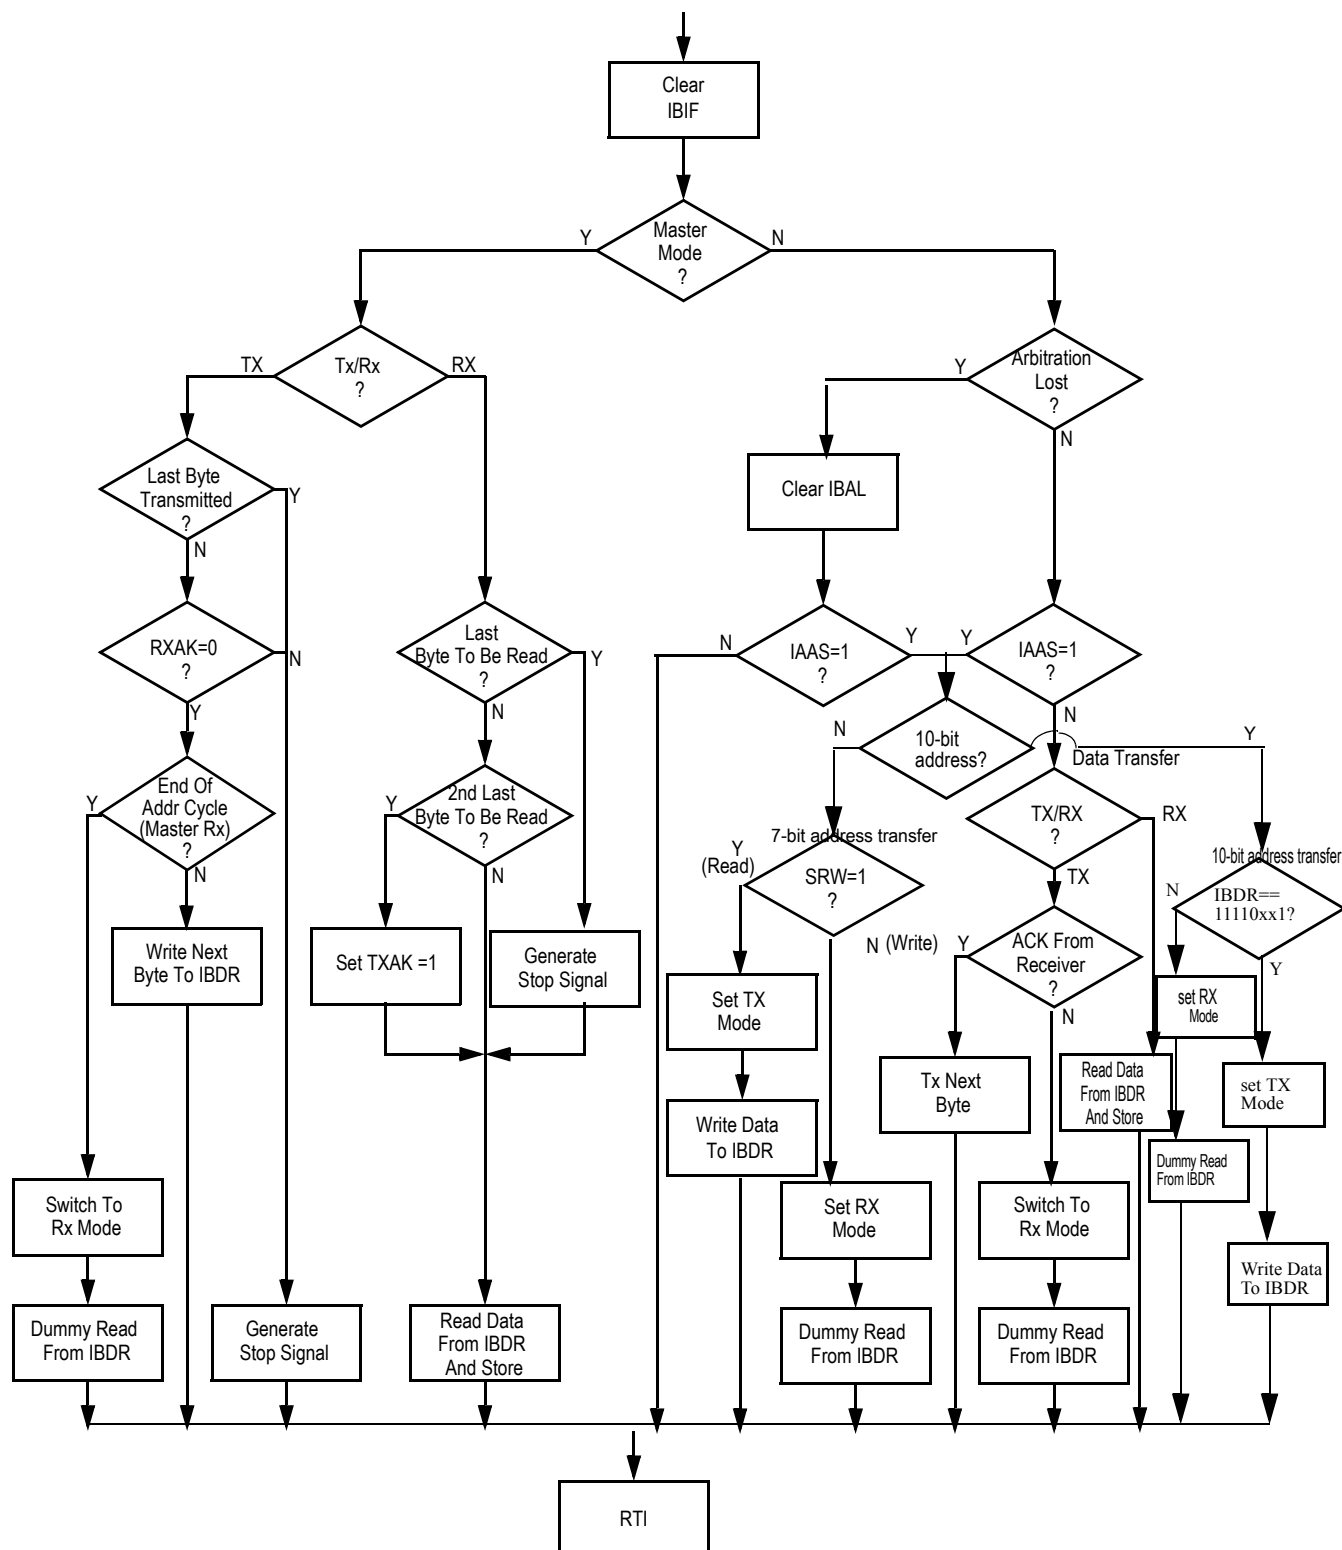 Clear
IBIF
Master
Mode
?
Y
N
Tx/Rx
?
TX
RX
Arbitration
Lost
?
Y
N
Last Byte
Transmitted
?
Y
N
Clear IBAL
RXAK=0
?
N
Y
Last
Byte To Be Read
?
Y
N
IAAS=1
?
N
Y
IAAS=1
?
Y
N
10-bit
address?
N
Y
Data Transfer
End Of
Addr Cycle
(Master Rx)
?
Y
N
2nd Last
Byte To Be Read
?
Y
N
7-bit address transfer
SRW=1
?
Y
(Read)
N (Write)
TX/RX
?
RX
TX
10-bit address transfer
IBDR==
11110xx1?
N
Y
Write Next
Byte To IBDR
Set TXAK =1
Generate
Stop Signal
Set TX
Mode
ACK From
Receiver
?
Y
N
set RX
Mode
Write Data
To IBDR
Tx Next
Byte
Read Data
From IBDR
And Store
set TX
Mode
Dummy Read
From IBDR
Switch To
Rx Mode
Set RX
Mode
Switch To
Rx Mode
Write Data
To IBDR
Dummy Read
From IBDR
Generate
Stop Signal
Read Data
From IBDR
And Store
Dummy Read
From IBDR
Dummy Read
From IBDR
RTI